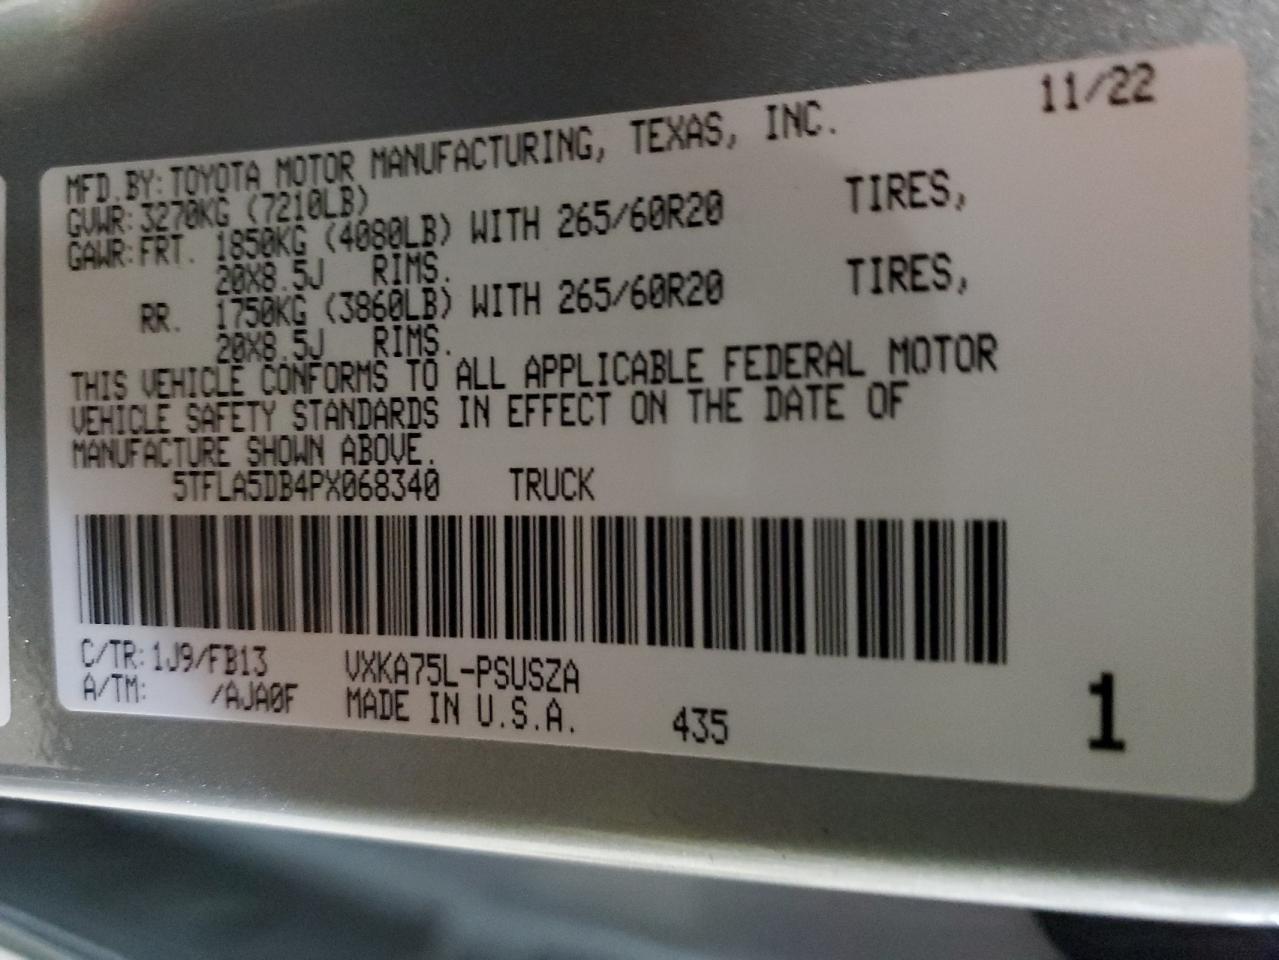 11/22
MFD.BY:TOYOTA MOTOR MANUFACTURING, TEXAS, INC.
GVWR:3270KG (7210LB)
GAWR:FRT. 1850KG (4080LB) WITH 265/60R20 TIRES,
20X8.5J RIMS.
RR. 1750KG (3860LB) WITH 265/60R20 TIRES,
20X8.5J RIMS.
THIS VEHICLE CONFORMS TO ALL APPLICABLE FEDERAL MOTOR
VEHICLE SAFETY STANDARDS IN EFFECT ON THE DATE OF
MANUFACTURE SHOWN ABOVE.
5TFLA5DB4PX068340 TRUCK
C/TR:1J9/FB13 VXKA75L-PSUSZA
A/TM: /AJA0F MADE IN U.S.A. 435
1